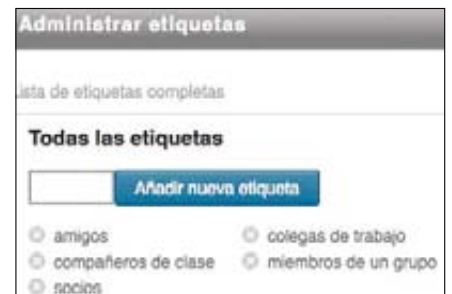 Administrar etiquetas
Lista de etiquetas completas
Todas las etiquetas
Añadir nueva etiqueta
amigos
colegas de trabajo
compañeros de clase
miembros de un grupo
socios